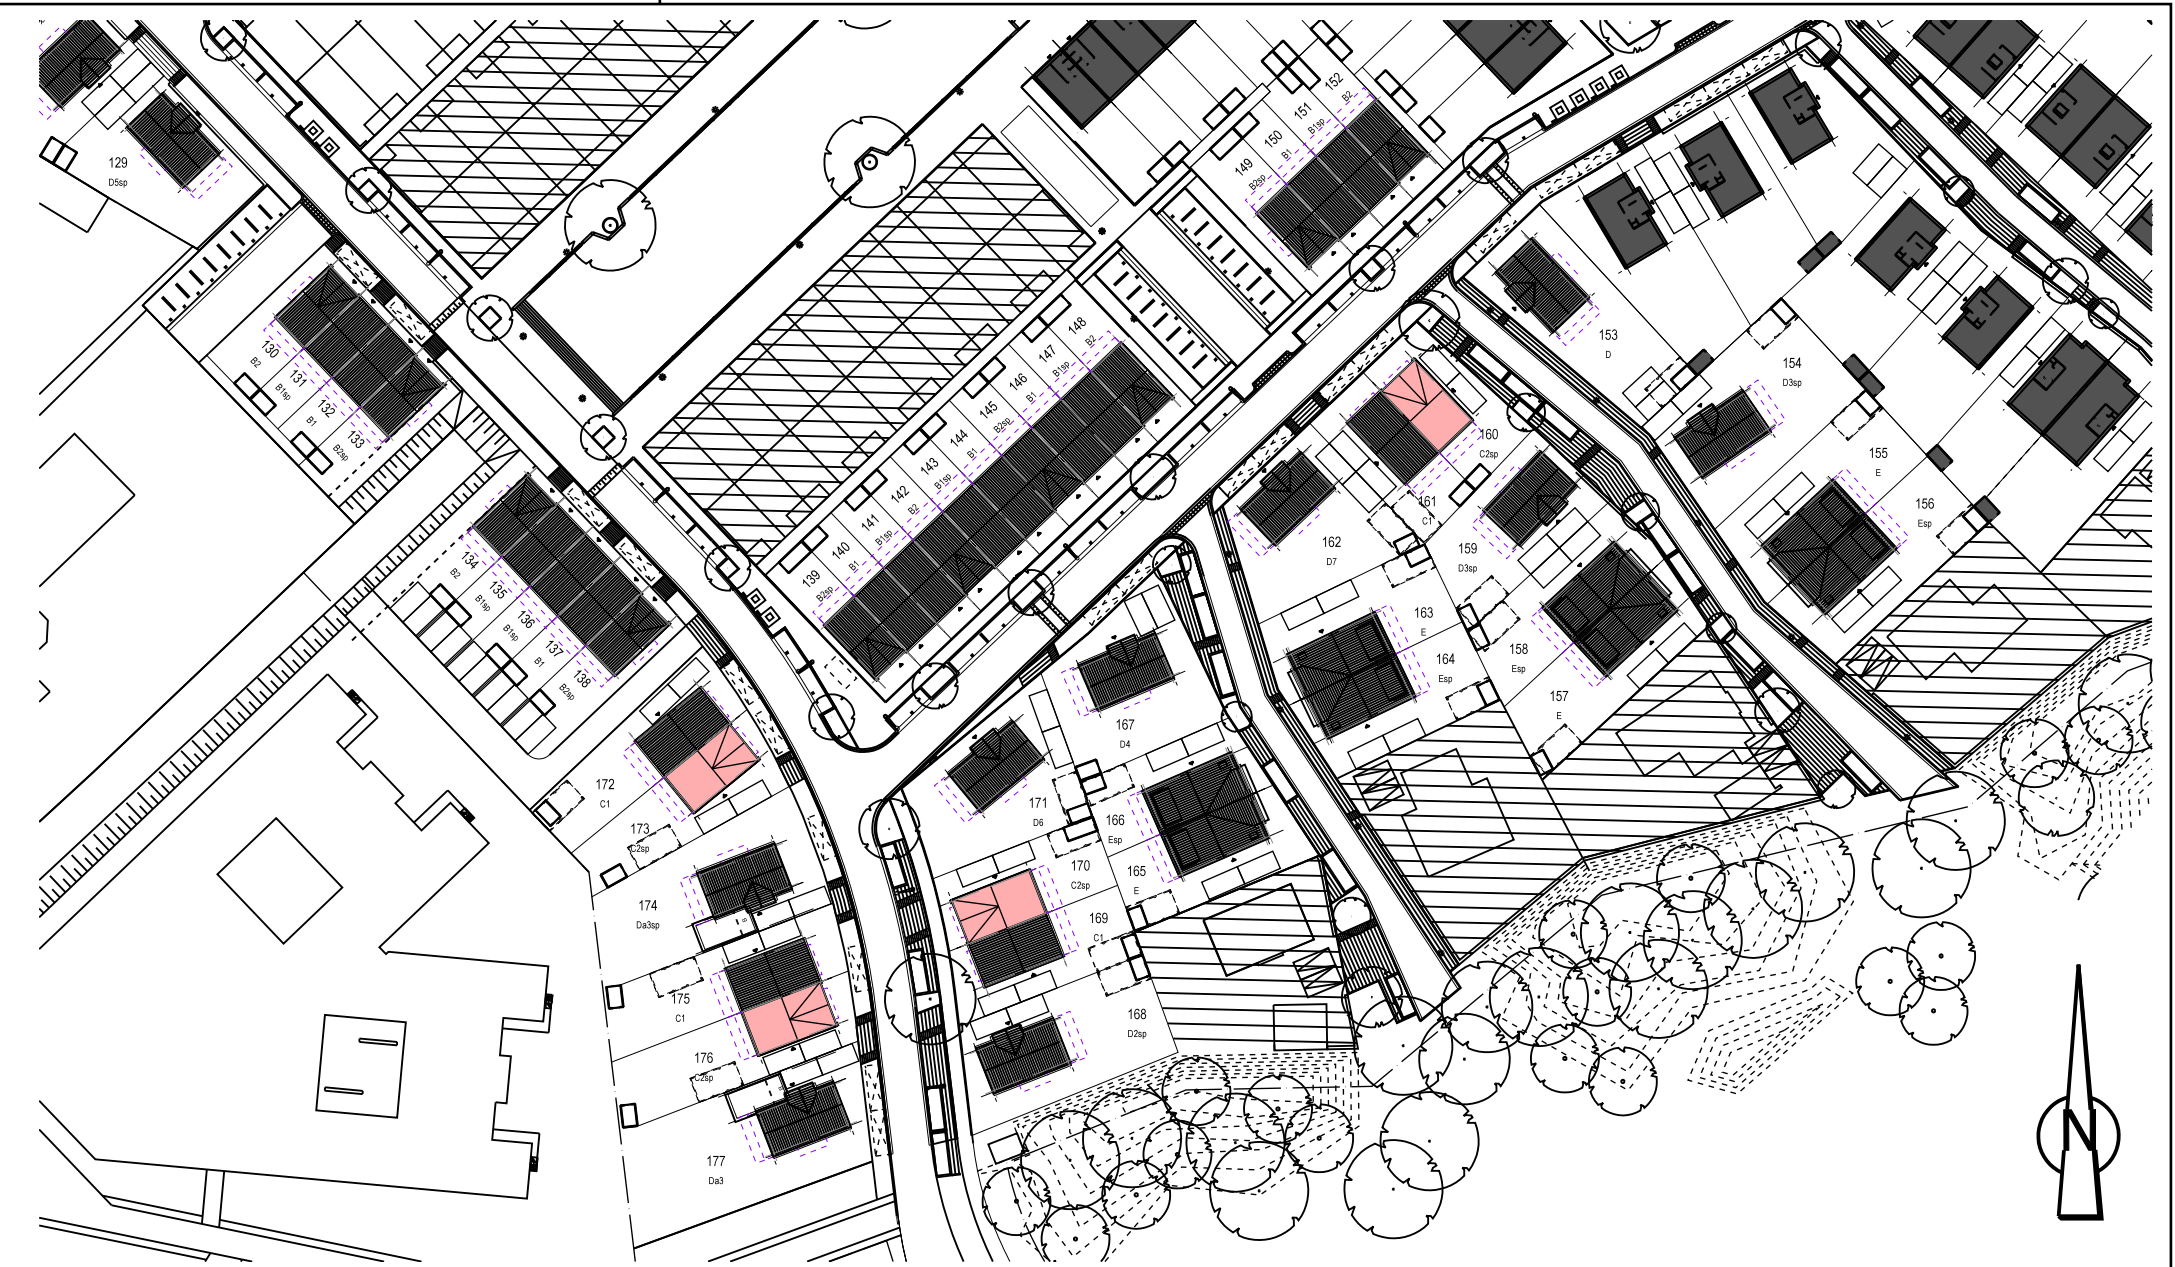 129
D5sp
130
B2
131
B1sp
132
B1
133
B2sp
134
B2
135
B1sp
136
B1sp
137
B1
138
B2sp
139
B2sp
140
B1
141
B1sp
142
B2
143
B1sp
144
B1
145
B2sp
146
B1
147
B1sp
148
B2
149
B2sp
150
B1
151
B1sp
152
B2
153
D
154
D3sp
155
E
156
Esp
157
E
158
Esp
159
D3sp
160
C2sp
161
C1
162
D7
163
E
164
Esp
165
E
166
Esp
167
D4
168
D2sp
169
C1
170
C2sp
171
D6
172
C1
173
C2sp
174
Da3sp
175
C1
176
C2sp
177
Da3
N